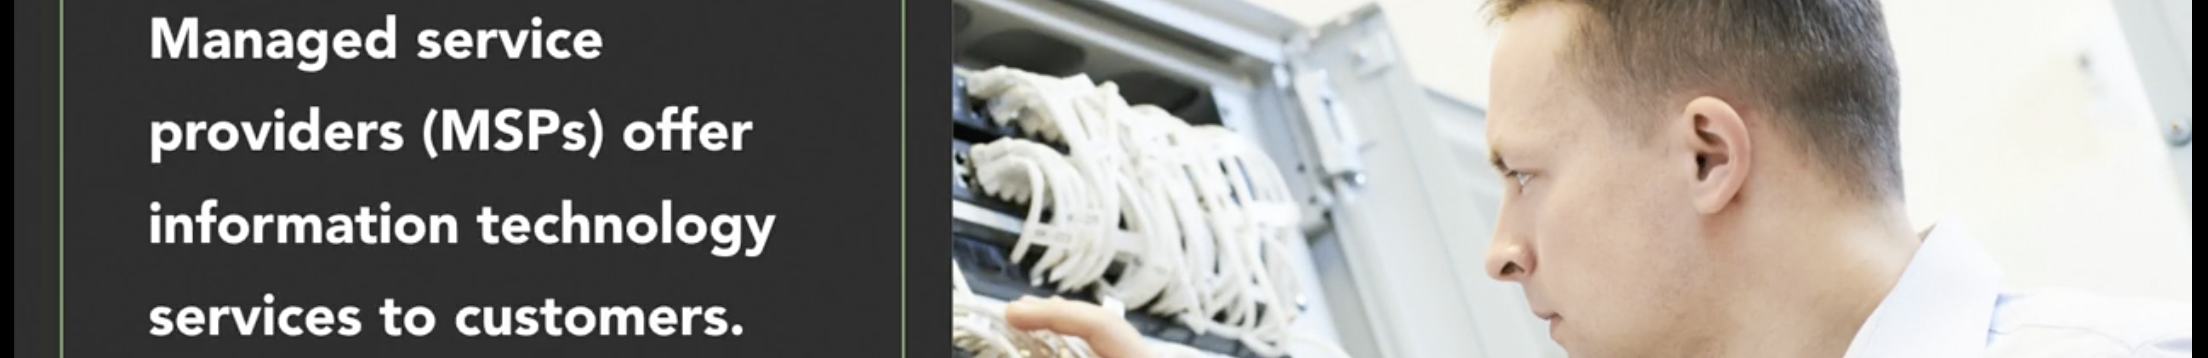 Managed service
providers (MSPs) offer
information technology
services to customers.